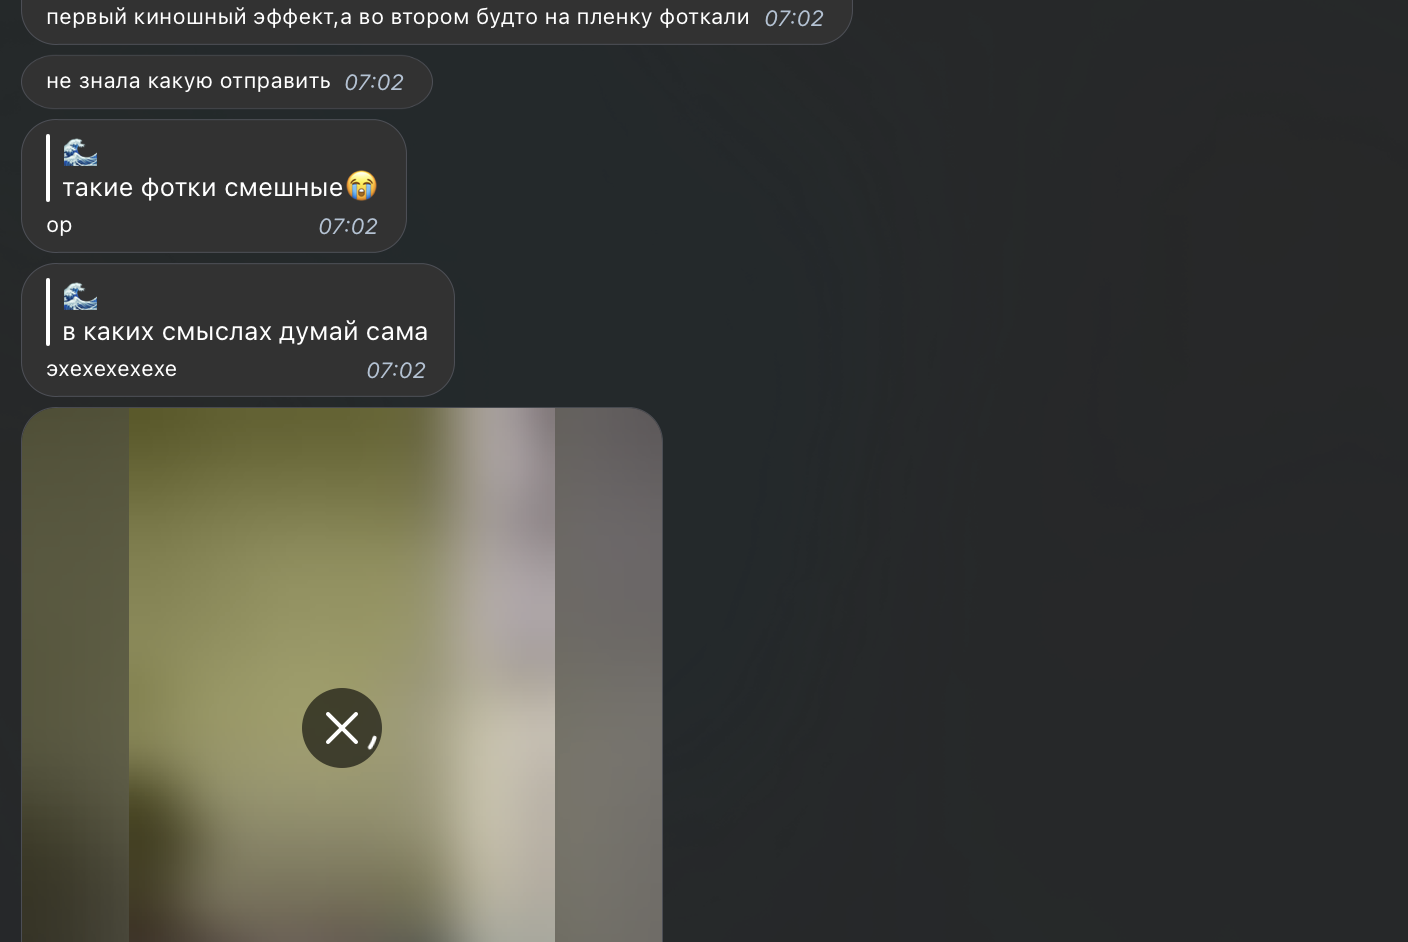 первый киношный эффект,а во втором будто на пленку фоткали 07:02
не знала какую отправить 07:02
🌊
такие фотки смешные😭
ор 07:02
🌊
в каких смыслах думай сама
эхехехехехе 07:02